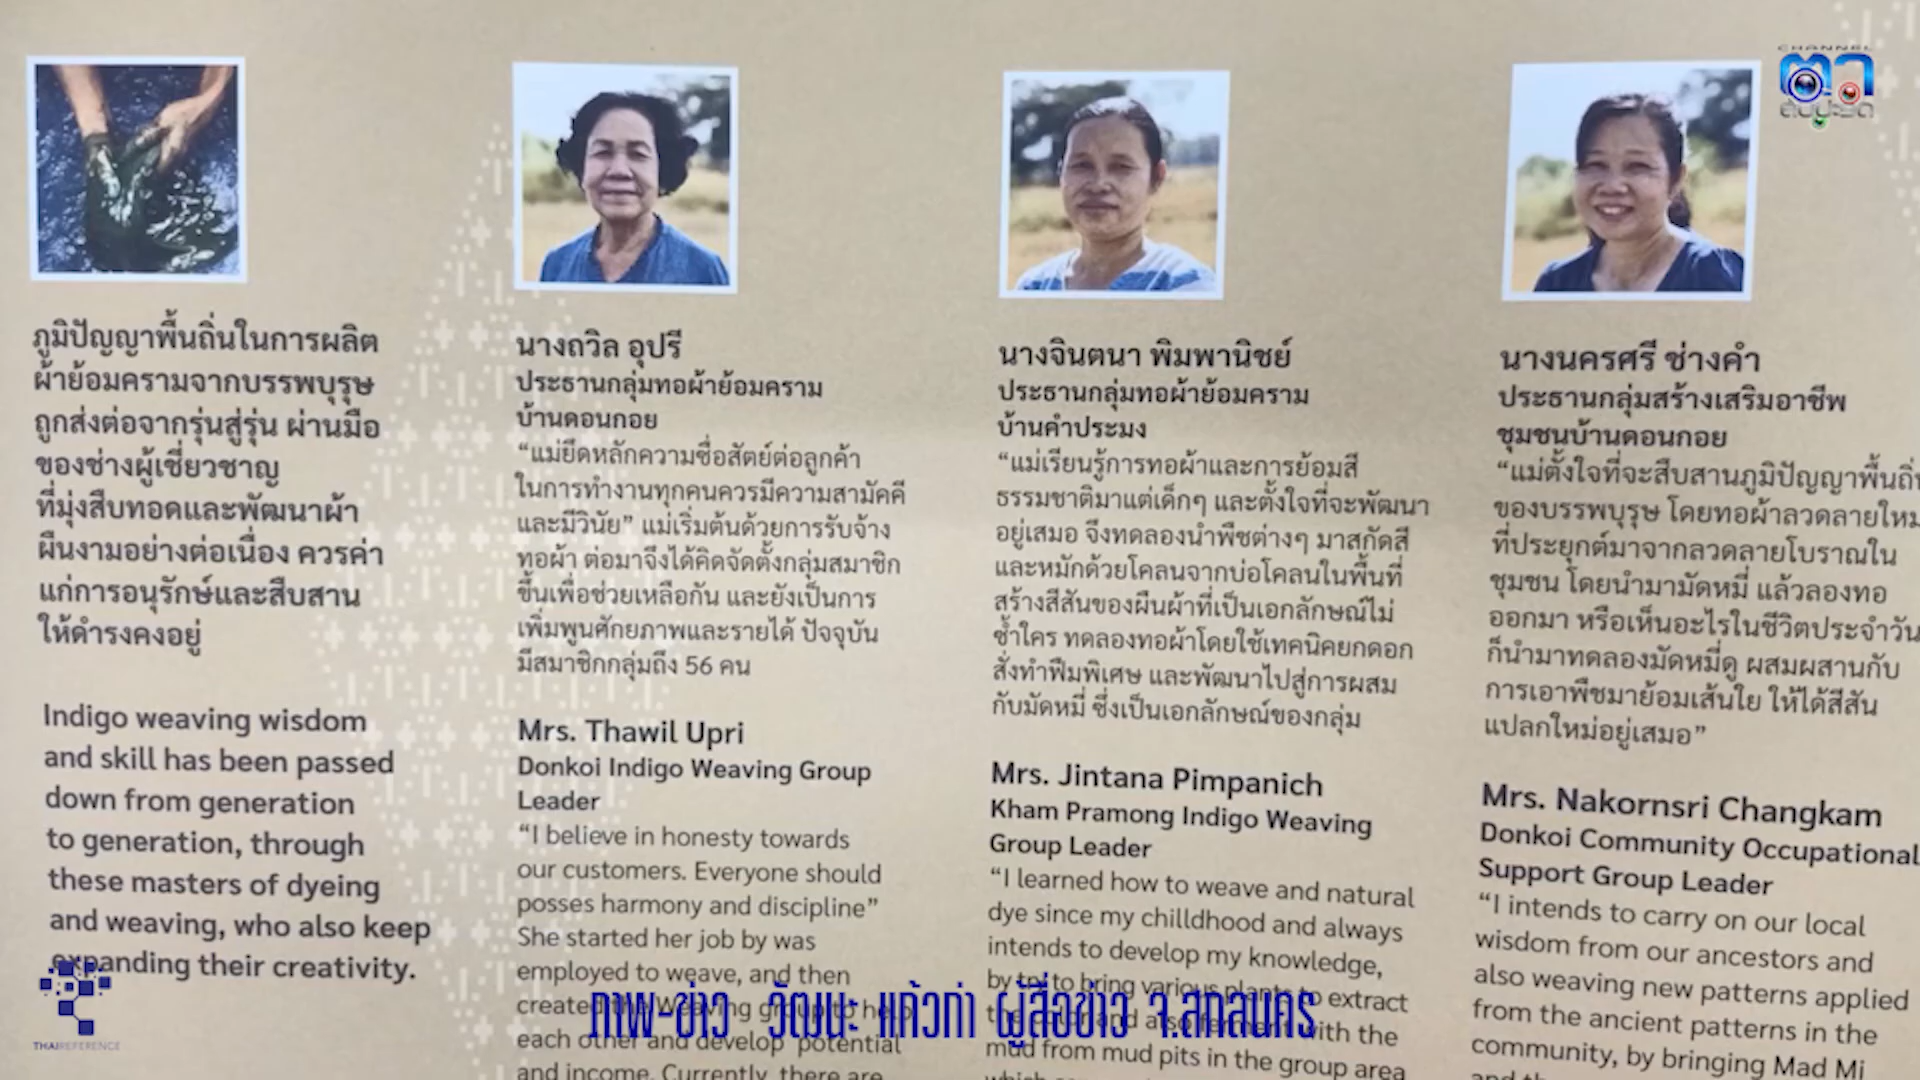 CHANNEL
ตา
สับปะรด
ภูมิปัญญาพื้นถิ่นในการผลิต
ผ้าย้อมครามจากบรรพบุรุษ
ถูกส่งต่อจากรุ่นสู่รุ่น ผ่านมือ
ของช่างผู้เชี่ยวชาญ
ที่มุ่งสืบทอดและพัฒนาผ้า
ผืนงามอย่างต่อเนื่อง ควรค่า
แก่การอนุรักษ์และสืบสาน
ให้ดำรงคงอยู่
Indigo weaving wisdom
and skill has been passed
down from generation
to generation, through
these masters of dyeing
and weaving, who also keep
expanding their creativity.
นางถวิล อุปรี
ประธานกลุ่มทอผ้าย้อมคราม
บ้านดอนกอย
“แม่ยึดหลักความซื่อสัตย์ต่อลูกค้า
ในการทำงานทุกคนควรมีความสามัคคี
และมีวินัย” แม่เริ่มต้นด้วยการรับจ้าง
ทอผ้า ต่อมาจึงได้คิดจัดตั้งกลุ่มสมาชิก
ขึ้นเพื่อช่วยเหลือกัน และยังเป็นการ
เพิ่มพูนศักยภาพและรายได้ ปัจจุบัน
มีสมาชิกกลุ่มถึง 56 คน
Mrs. Thawil Upri
Donkoi Indigo Weaving Group
Leader
“I believe in honesty towards
our customers. Everyone should
posses harmony and discipline”
She started her job by was
employed to weave, and then
created the Weaving group to help
each other and develop potential
and income. Currently, there are
นางจินตนา พิมพานิชย์
ประธานกลุ่มทอผ้าย้อมคราม
บ้านคำประมง
“แม่เรียนรู้การทอผ้าและการย้อมสี
ธรรมชาติมาแต่เด็กๆ และตั้งใจที่จะพัฒนา
อยู่เสมอ จึงทดลองนำพืชต่างๆ มาสกัดสี
และหมักด้วยโคลนจากบ่อโคลนในพื้นที่
สร้างสีสันของผืนผ้าที่เป็นเอกลักษณ์ไม่
ซ้ำใคร ทดลองทอผ้าโดยใช้เทคนิคยกดอก
สั่งทำฟืมพิเศษ และพัฒนาไปสู่การผสม
กับมัดหมี่ ซึ่งเป็นเอกลักษณ์ของกลุ่ม
Mrs. Jintana Pimpanich
Kham Pramong Indigo Weaving
Group Leader
“I learned how to weave and natural
dye since my chilldhood and always
intends to develop my knowledge,
by try to bring various plants to extract
the color and also ferment with the
mud from mud pits in the group area
นางนครศรี ช่างคำ
ประธานกลุ่มสร้างเสริมอาชีพ
ชุมชนบ้านดอนกอย
“แม่ตั้งใจที่จะสืบสานภูมิปัญญาพื้นถิ่น
ของบรรพบุรุษ โดยทอผ้าลวดลายใหม่
ที่ประยุกต์มาจากลวดลายโบราณใน
ชุมชน โดยนำมามัดหมี่ แล้วลองทอ
ออกมา หรือเห็นอะไรในชีวิตประจำวัน
ก็นำมาทดลองมัดหมี่ดู ผสมผสานกับ
การเอาพืชมาย้อมเส้นใย ให้ได้สีสัน
แปลกใหม่อยู่เสมอ”
Mrs. Nakornsri Changkam
Donkoi Community Occupational
Support Group Leader
“I intends to carry on our local
wisdom from our ancestors and
also weaving new patterns applied
from the ancient patterns in the
community, by bringing Mad Mi
ภาพ-ข่าว วัฒนะ แก้วก่า ผู้สื่อข่าว จ.สกลนคร
THAIREFERENCE